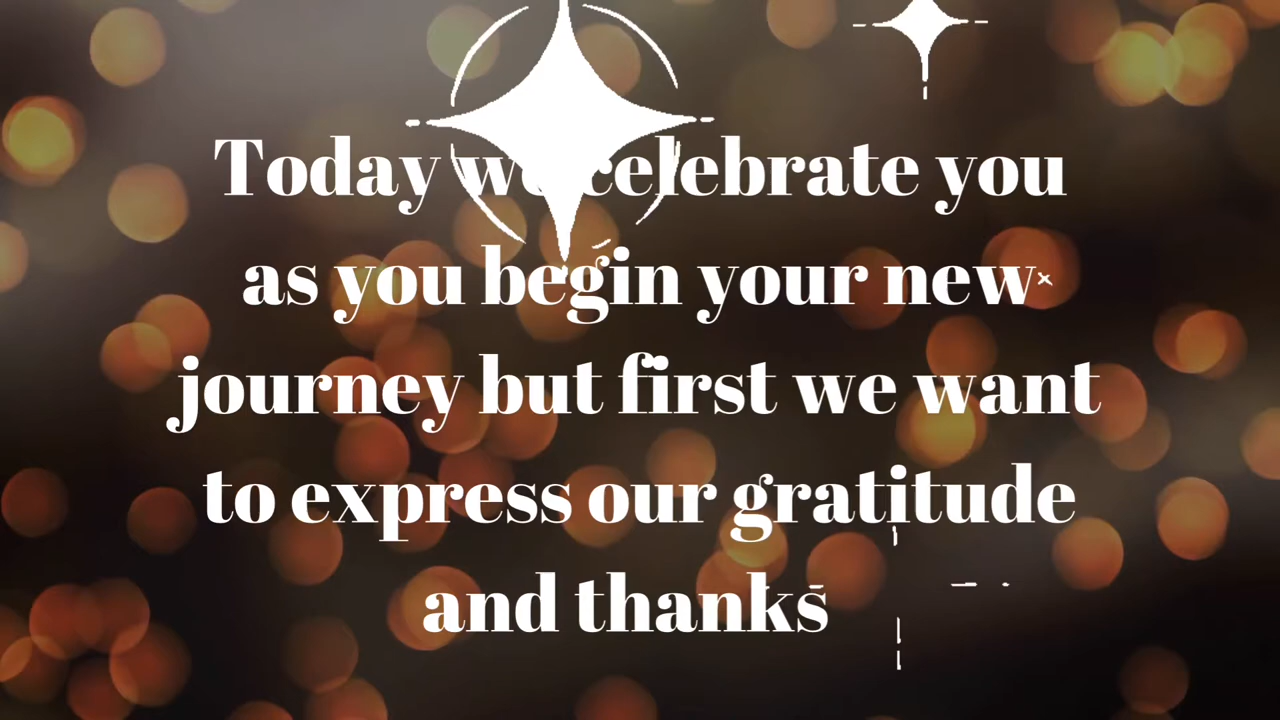 Today we celebrate you
as you begin your new
journey but first we want
to express our gratitude
and thanks